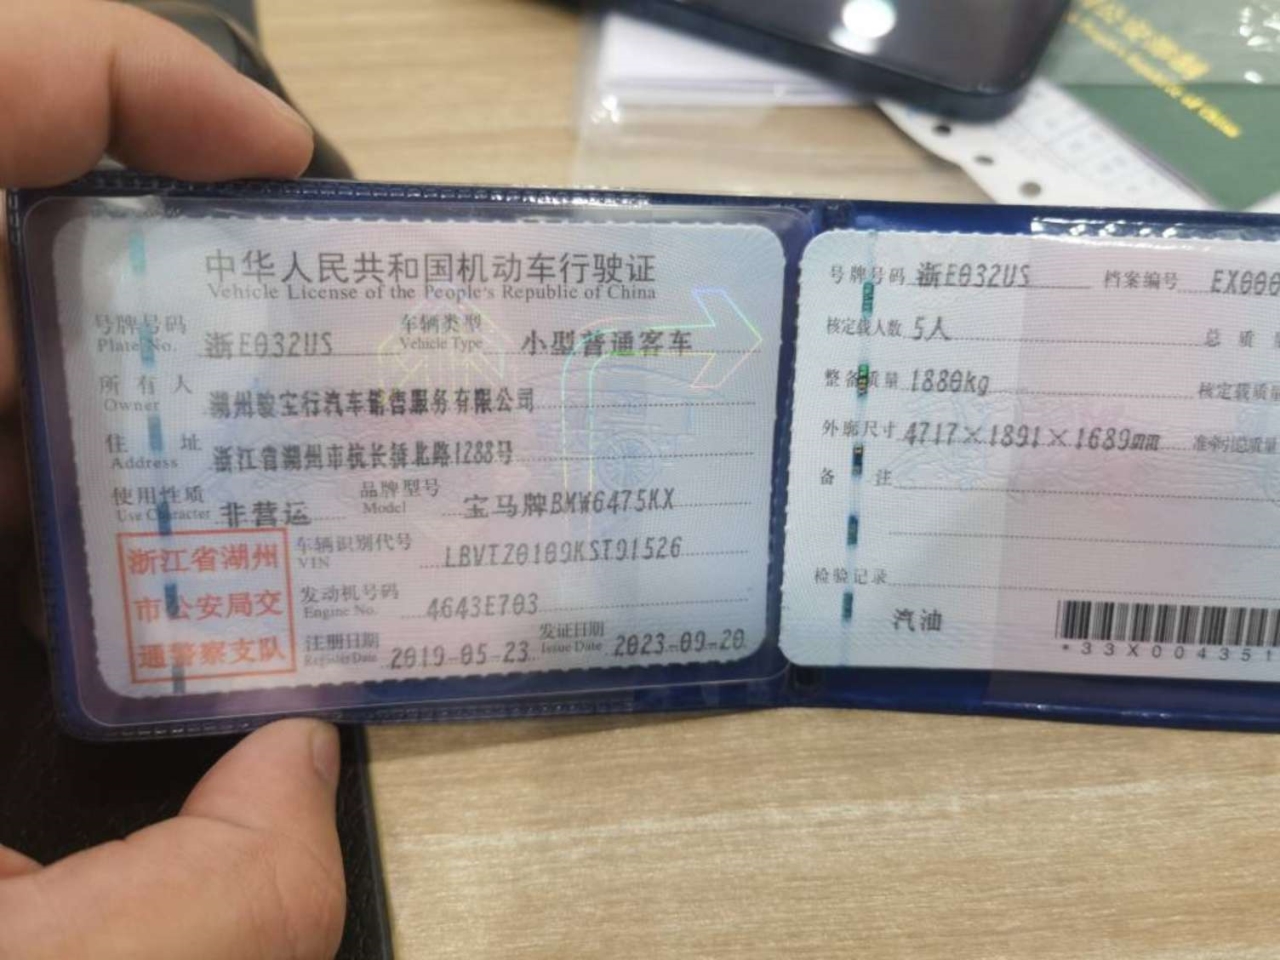 中华人民共和国机动车行驶证
Vehicle License of the People's Republic of China
号牌号码 浙E032US 车辆类型 小型普通客车
Plate No. Vehicle Type
所有人 湖州骏宝行汽车销售服务有限公司
Owner
住址 浙江省湖州市杭长桥北路1288号
Address
使用性质 非营运 品牌型号 宝马牌BMW6475KX
Use Character Model
浙江省湖州
市公安局交
通警察支队
车辆识别代号 LBVTZ0109KST91526
VIN
发动机号码 4643E703
Engine No.
注册日期 2019-05-23 发证日期 2023-09-20
Register Date Issue Date
号牌号码 浙E032US 档案编号 EX000
核定载人数 5人 总质量
整备质量 1880kg 核定载质量
外廓尺寸 4717×1891×1689mm 准牵引总质量
备注
检验记录
汽油
*33X004351
of China